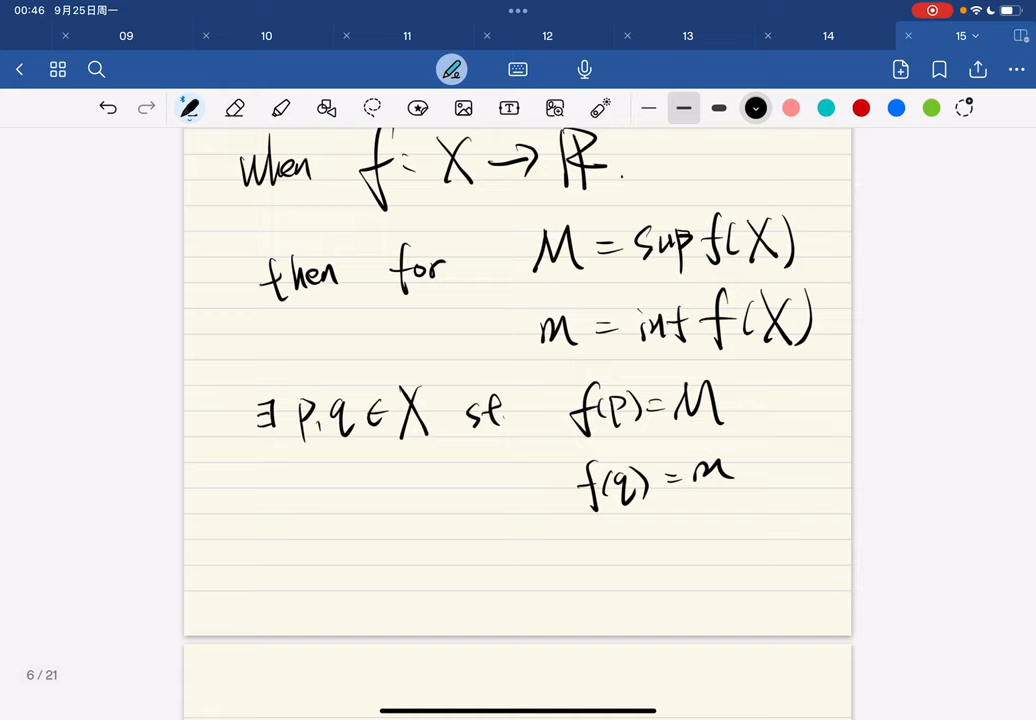 00:46 9月25日周一
09 10 11 12 13 14 15
when f: X → ℝ.
then for M = sup f(X)
m = inf f(X)
∃ p, q ∈ X st. f(p) = M
f(q) = m
6 / 21